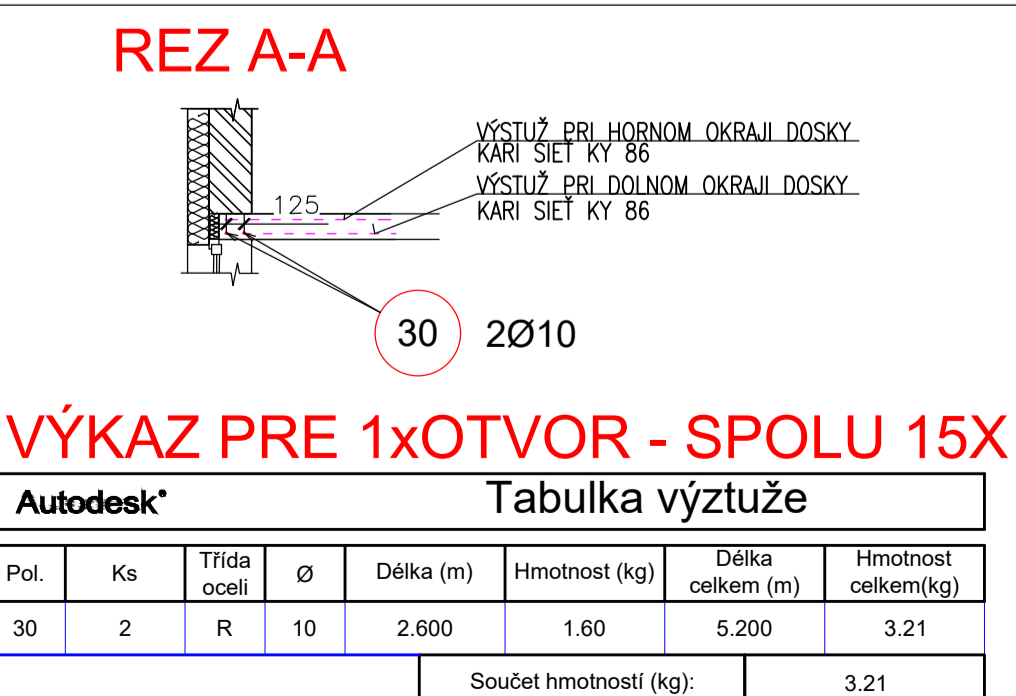 REZ A-A
VÝSTUŽ PRI HORNOM OKRAJI DOSKY
KARI SIEŤ KY 86
VÝSTUŽ PRI DOLNOM OKRAJI DOSKY
KARI SIEŤ KY 86
125
30 2Ø10
VÝKAZ PRE 1xOTVOR - SPOLU 15X
Autodesk® Tabulka výztuže
Pol. Ks Třída oceli Ø Délka (m) Hmotnost (kg) Délka celkem (m) Hmotnost celkem(kg)
30 2 R 10 2.600 1.60 5.200 3.21
Součet hmotností (kg): 3.21